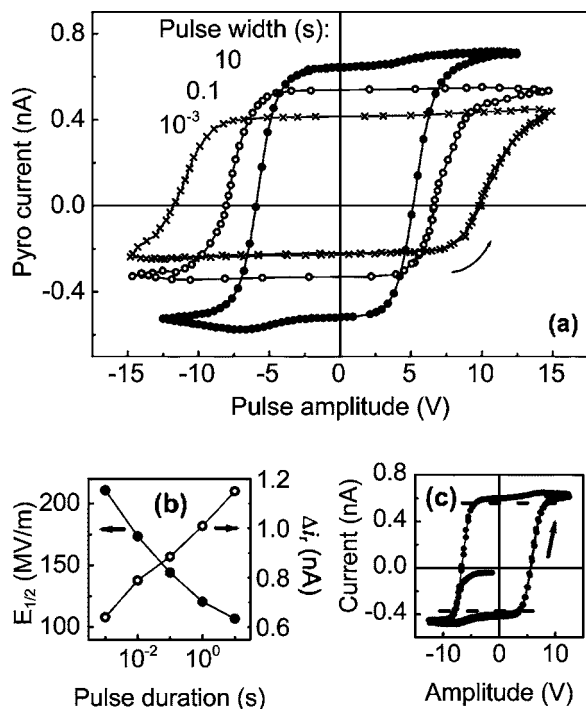 Pulse width (s):
10
0.1
10⁻³
0.8
0.4
0.0
-0.4
Pyro current (nA)
(a)
-15 -10 -5 0 5 10 15
Pulse amplitude (V)
(b)
200
150
100
E1/2 (MV/m)
1.2
1.0
0.8
0.6
Δir (nA)
10⁻² 10⁰
Pulse duration (s)
(c)
0.8
0.4
0.0
-0.4
Current (nA)
-10 0 10
Amplitude (V)